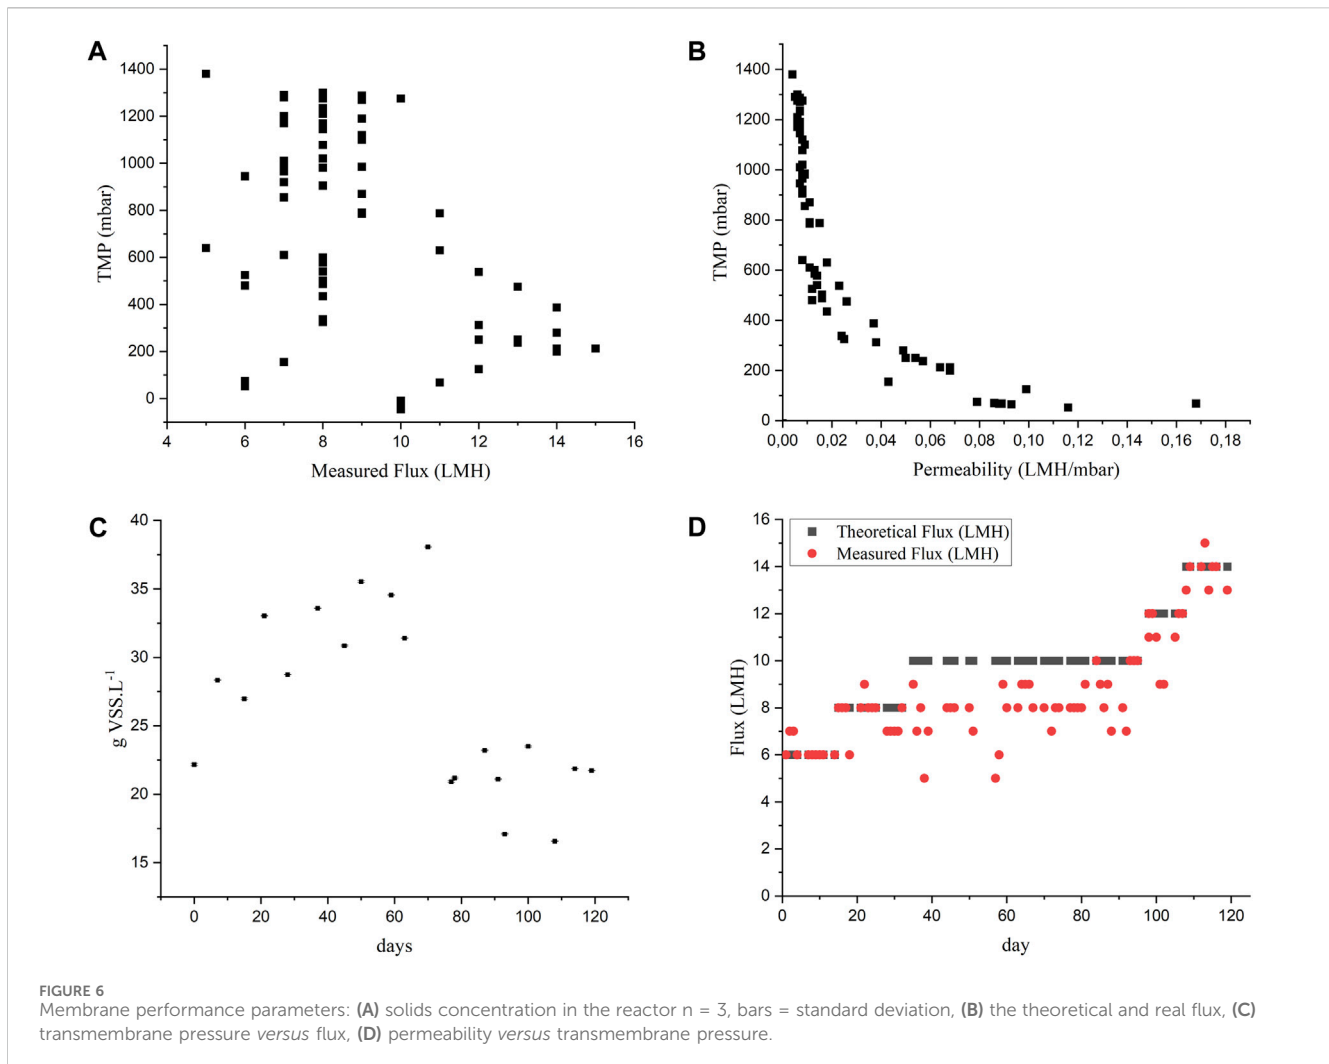 A
1400
1200
1000
800
600
400
200
0
TMP (mbar)
4 6 8 10 12 14 16
Measured Flux (LMH)
B
1400
1200
1000
800
600
400
200
0
TMP (mbar)
0,00 0,02 0,04 0,06 0,08 0,10 0,12 0,14 0,16 0,18
Permeability (LMH/mbar)
C
40
35
30
25
20
15
g VSS.L⁻¹
0 20 40 60 80 100 120
days
D
16
14
12
10
8
6
4
2
0
Flux (LMH)
Theoretical Flux (LMH)
Measured Flux (LMH)
0 20 40 60 80 100 120
day
FIGURE 6
Membrane performance parameters: (A) solids concentration in the reactor n = 3, bars = standard deviation, (B) the theoretical and real flux, (C)
transmembrane pressure versus flux, (D) permeability versus transmembrane pressure.